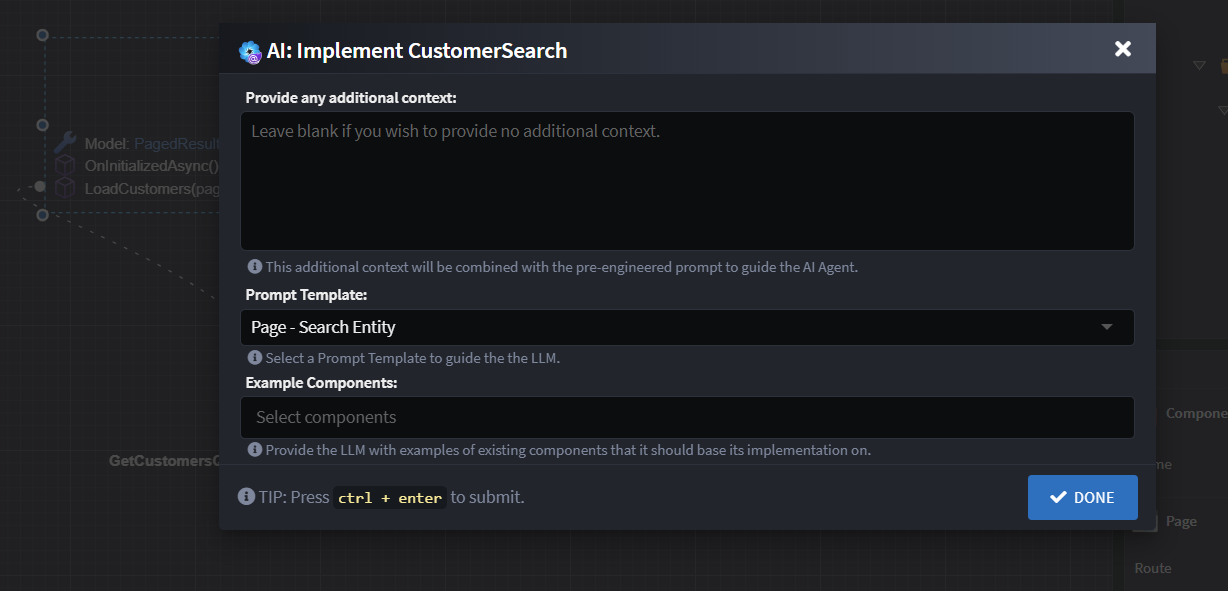 AI: Implement CustomerSearch
Provide any additional context:
Leave blank if you wish to provide no additional context.
Model: PagedResult
OnInitializedAsync()
LoadCustomers(pag
This additional context will be combined with the pre-engineered prompt to guide the AI Agent.
Prompt Template:
Page - Search Entity
Select a Prompt Template to guide the the LLM.
Example Components:
Select components
Compone
Provide the LLM with examples of existing components that it should base its implementation on.
GetCustomersC
me
TIP: Press ctrl + enter to submit.
DONE
Page
Route